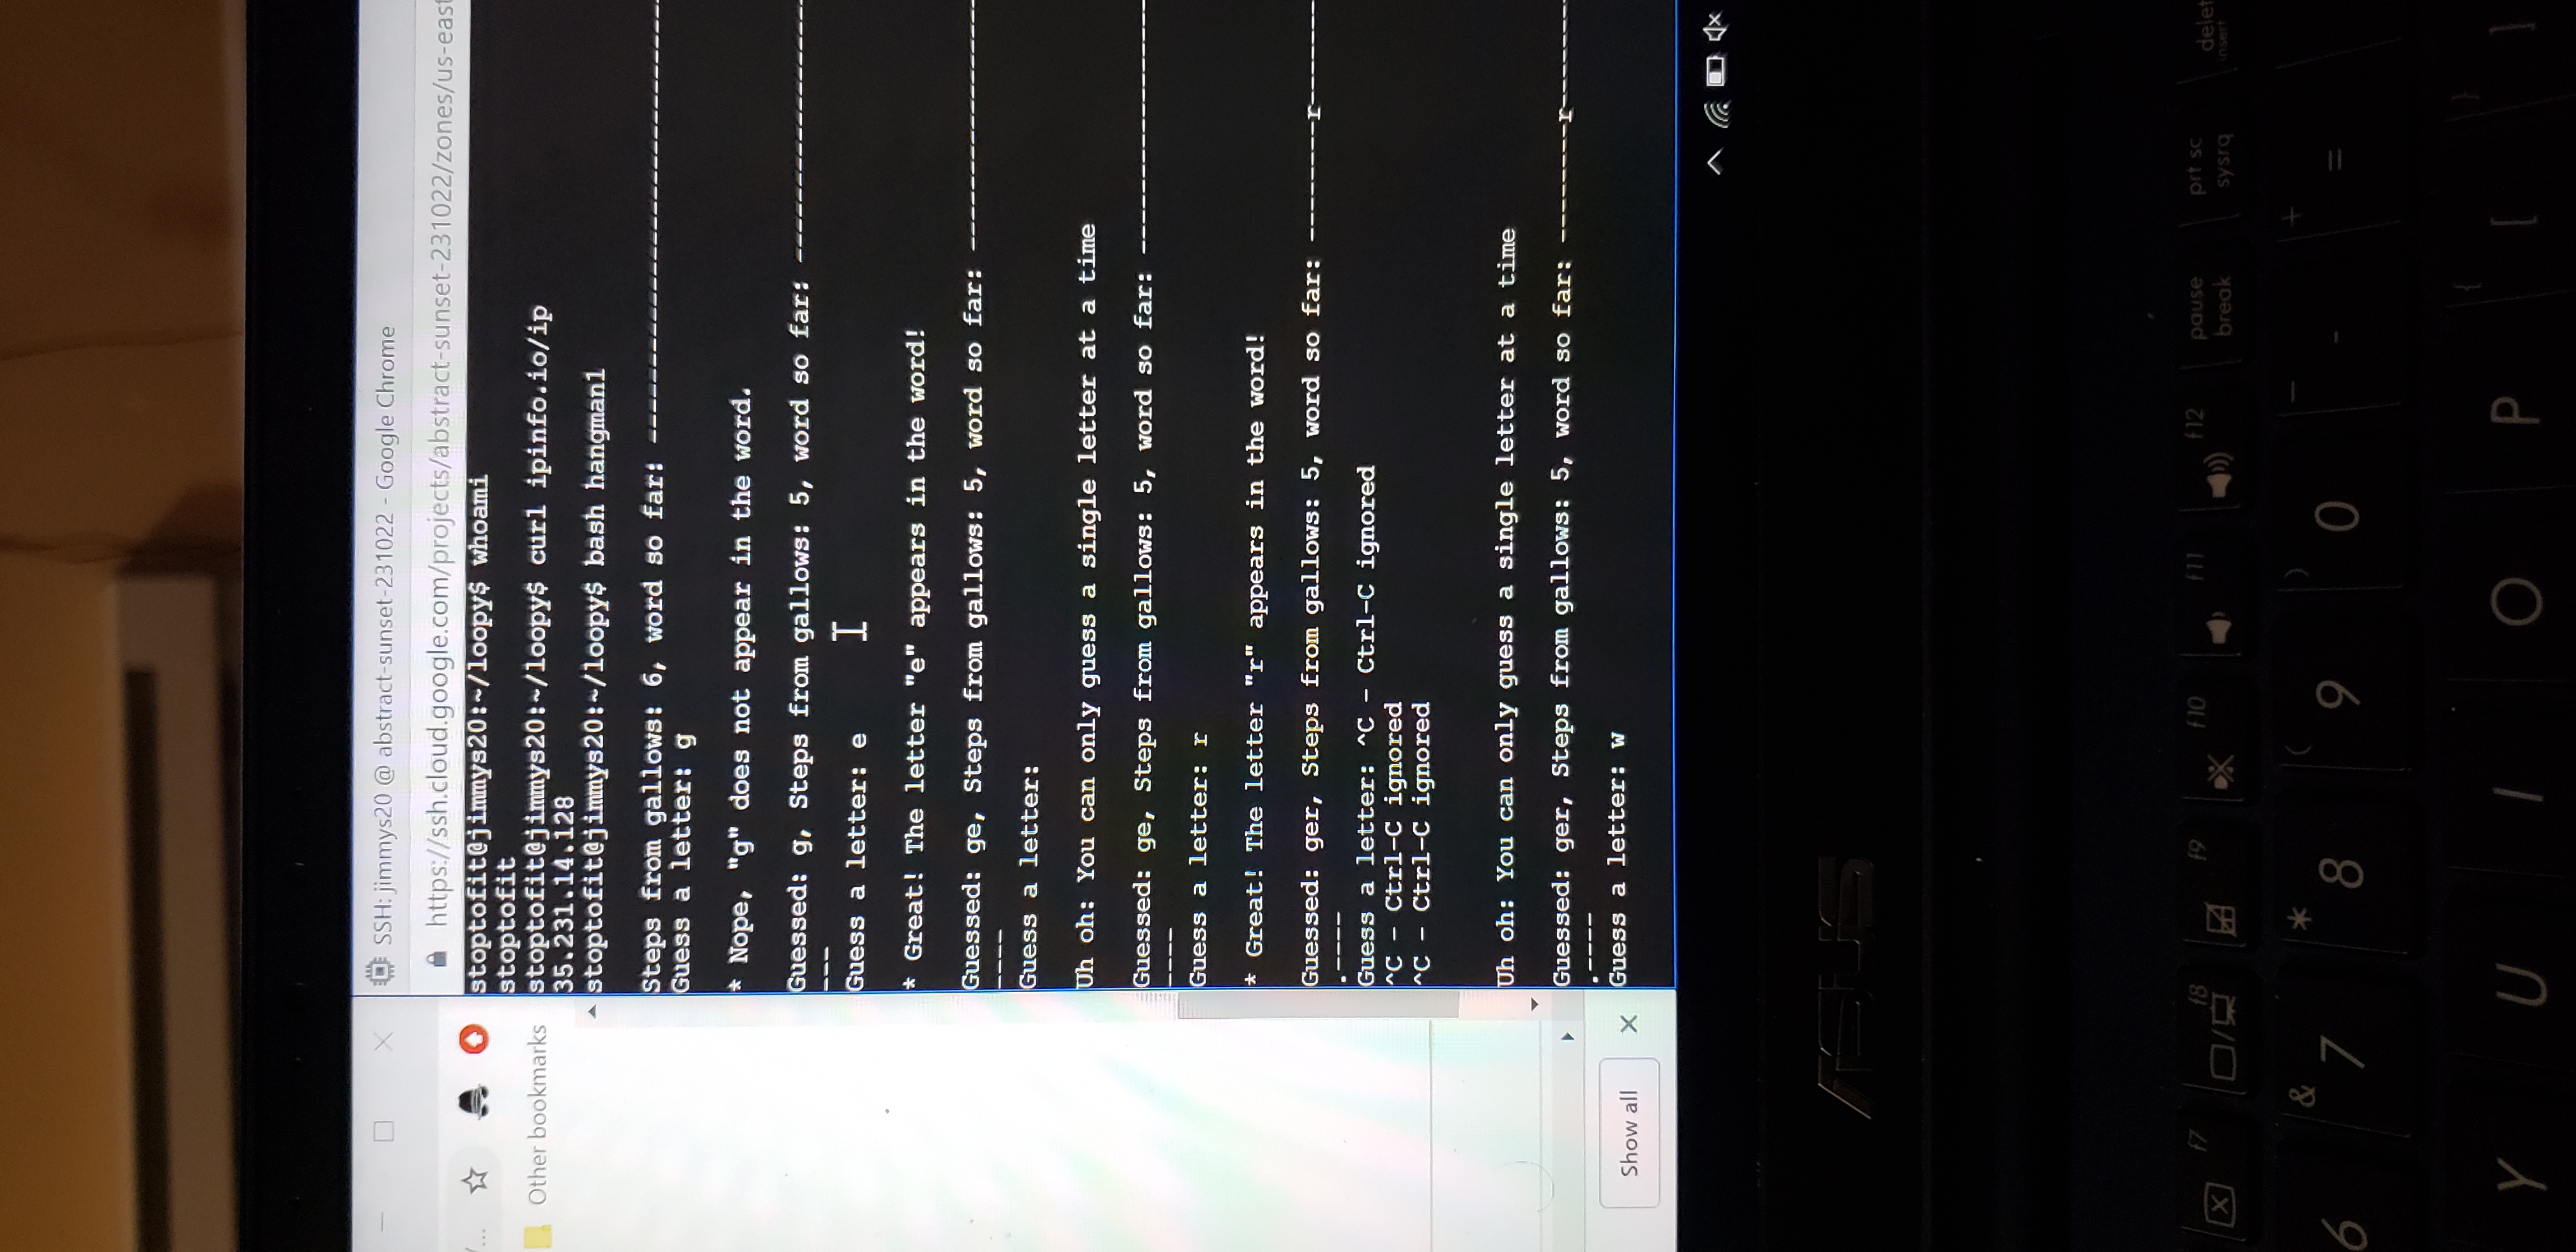 SSH: jimmys20 @ abstract-sunset-231022 - Google Chrome
https://ssh.cloud.google.com/projects/abstract-sunset-231022/zones/us-east
/...
Other bookmarks
stoptofit@jimmys20:~/loopy$ whoami
stoptofit
stoptofit@jimmys20:~/loopy$ curl ipinfo.io/ip
35.231.14.128
stoptofit@jimmys20:~/loopy$ bash hangman1
Steps from gallows: 6, word so far: -----------------------------
Guess a letter: g
* Nope, "g" does not appear in the word.
Guessed: g, Steps from gallows: 5, word so far: -----------------
---
Guess a letter: e
* Great! The letter "e" appears in the word!
Guessed: ge, Steps from gallows: 5, word so far: ----------------
----
Guess a letter:
Uh oh: You can only guess a single letter at a time
Guessed: ge, Steps from gallows: 5, word so far: ----------------
----
Guess a letter: r
* Great! The letter "r" appears in the word!
Guessed: ger, Steps from gallows: 5, word so far: --------r-------
.----
Guess a letter: ^C - Ctrl-C ignored
^C - Ctrl-C ignored
^C - Ctrl-C ignored
Uh oh: You can only guess a single letter at a time
Guessed: ger, Steps from gallows: 5, word so far: --------r-------
.----
Guess a letter: w
Show all
ASUS
f7 f8 f9 f10 f11 f12 pause break prt sc sysrq delet insert
6 & 7 * 8 ( 9 ) 0 _ - + =
Y U I O P { [ } ]